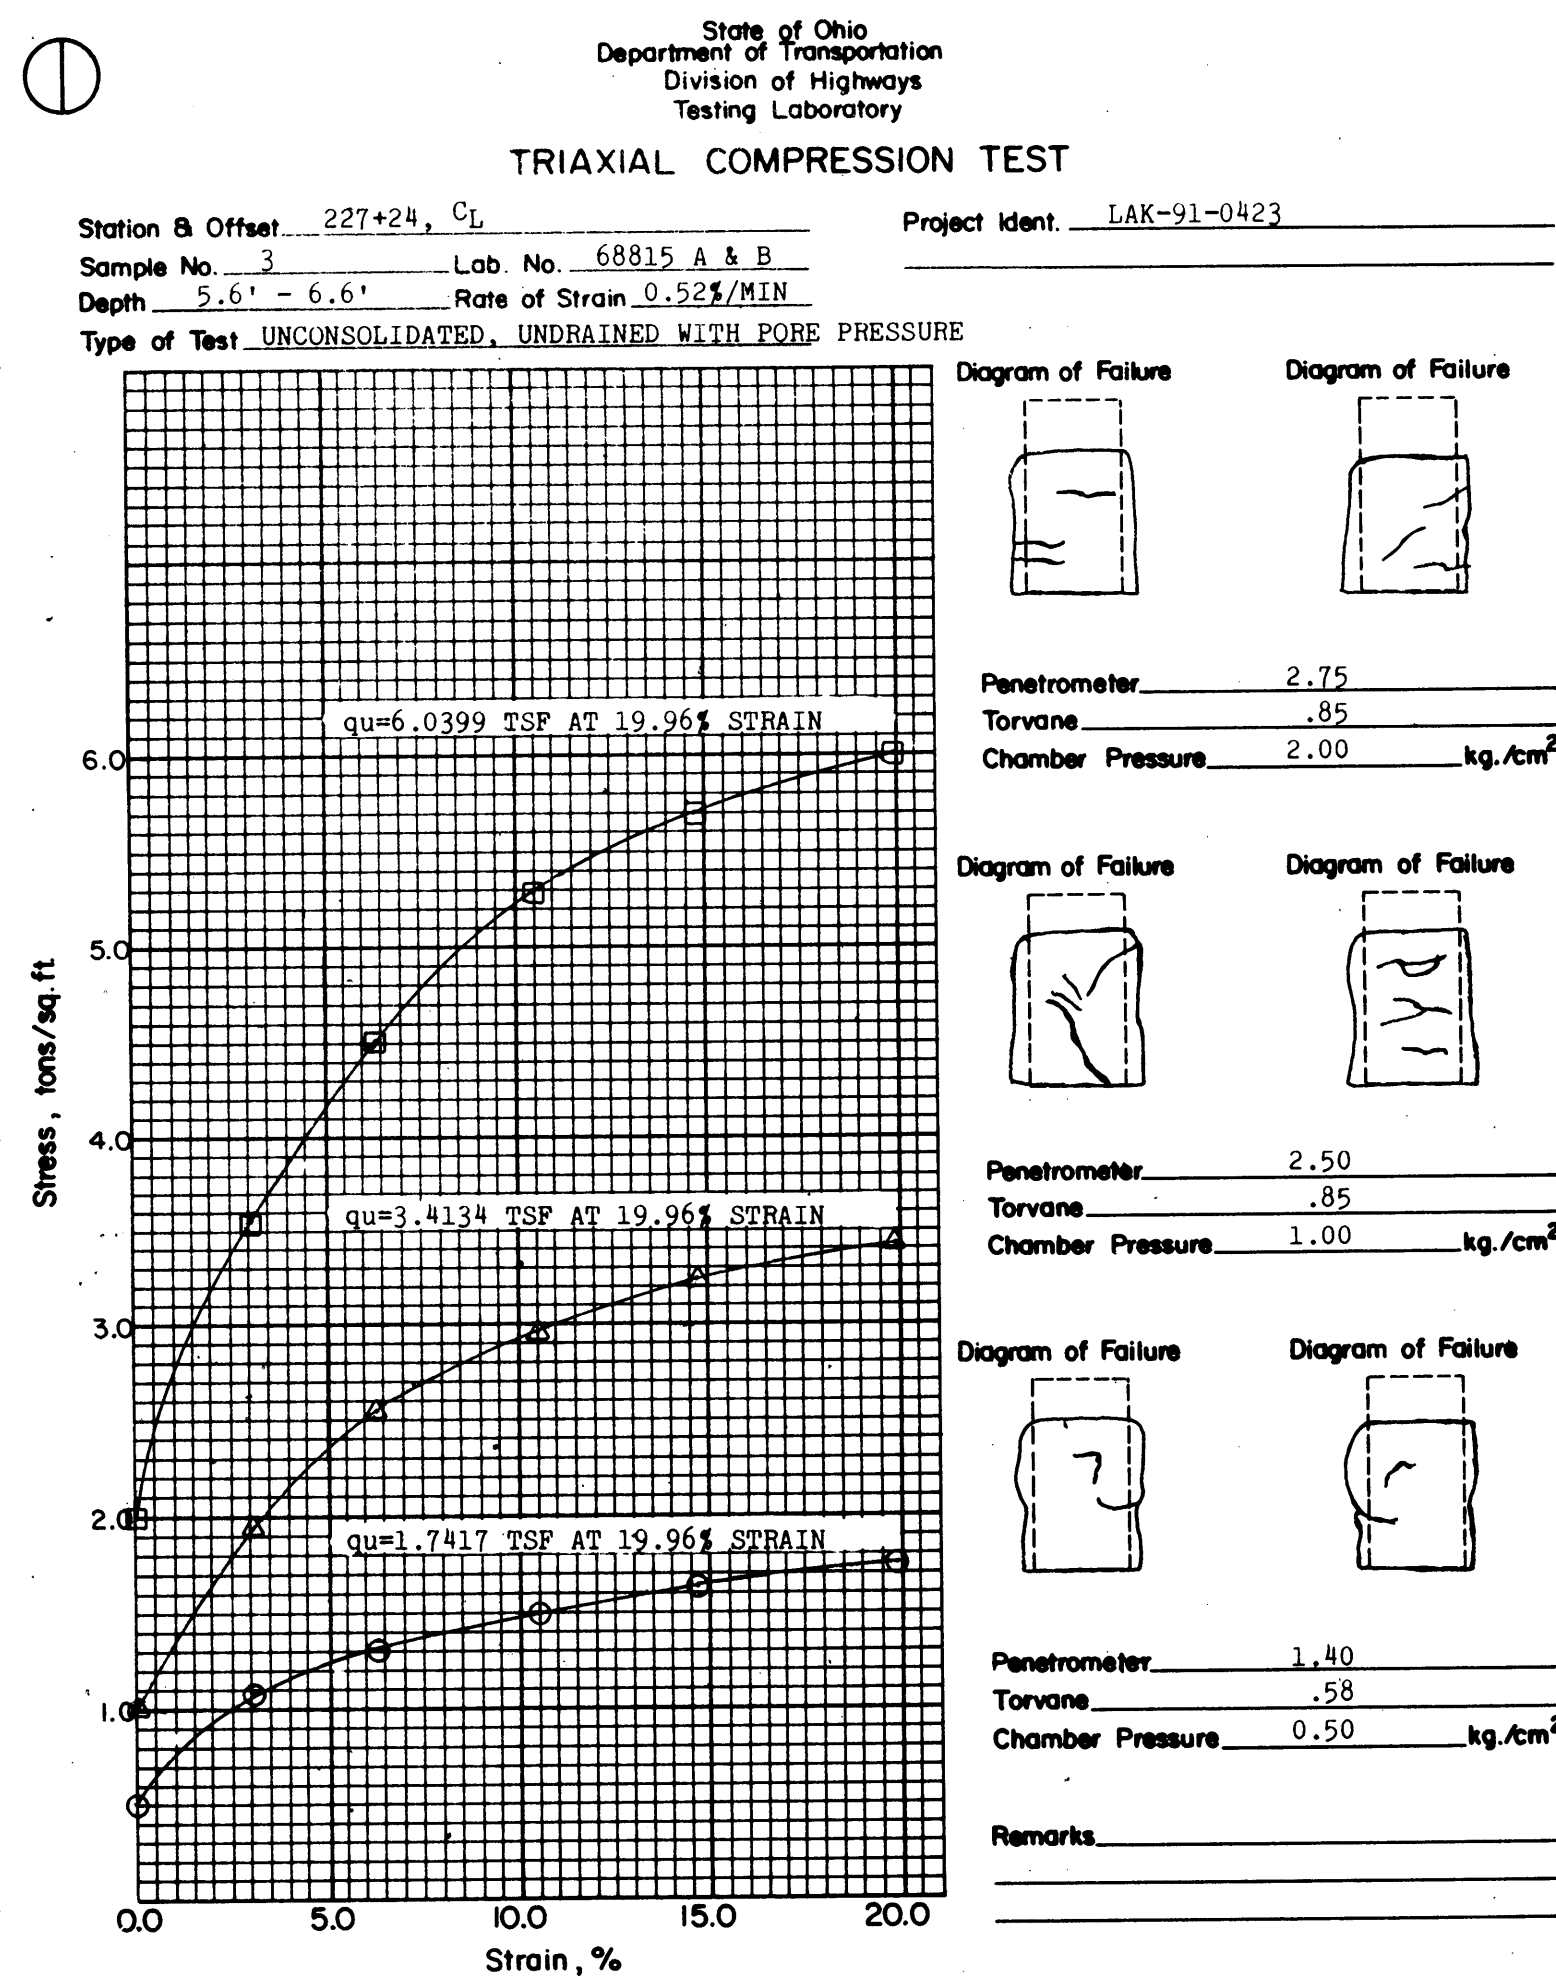 State of Ohio
Department of Transportation
Division of Highways
Testing Laboratory
TRIAXIAL COMPRESSION TEST
Station & Offset 227+24, CL
Project Ident. LAK-91-0423
Sample No. 3 Lab. No. 68815 A & B
Depth 5.6' - 6.6' Rate of Strain 0.52%/MIN
Type of Test UNCONSOLIDATED, UNDRAINED WITH PORE PRESSURE
Diagram of Failure Diagram of Failure
Penetrometer 2.75
Torvane .85
Chamber Pressure 2.00 kg./cm2
Diagram of Failure Diagram of Failure
Penetrometer 2.50
Torvane .85
Chamber Pressure 1.00 kg./cm2
Diagram of Failure Diagram of Failure
Penetrometer 1.40
Torvane .58
Chamber Pressure 0.50 kg./cm2
Remarks
qu=6.0399 TSF AT 19.96% STRAIN
qu=3.4134 TSF AT 19.96% STRAIN
qu=1.7417 TSF AT 19.96% STRAIN
6.0
5.0
4.0
3.0
2.0
1.0
Stress, tons/sq.ft.
0.0 5.0 10.0 15.0 20.0
Strain, %